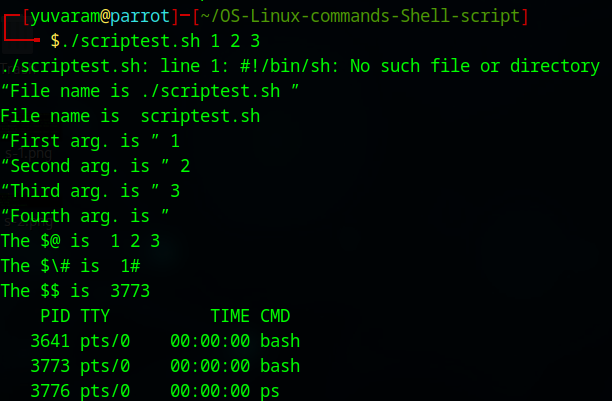 ┌─[yuvaram@parrot]─[~/OS-Linux-commands-Shell-script]
└──╼ $./scriptest.sh 1 2 3
./scriptest.sh: line 1: #!/bin/sh: No such file or directory
“File name is ./scriptest.sh ”
File name is  scriptest.sh
“First arg. is ” 1
“Second arg. is ” 2
“Third arg. is ” 3
“Fourth arg. is ”
The $@ is  1 2 3
The $\# is  1#
The $$ is  3773
    PID TTY          TIME CMD
   3641 pts/0    00:00:00 bash
   3773 pts/0    00:00:00 bash
   3776 pts/0    00:00:00 ps